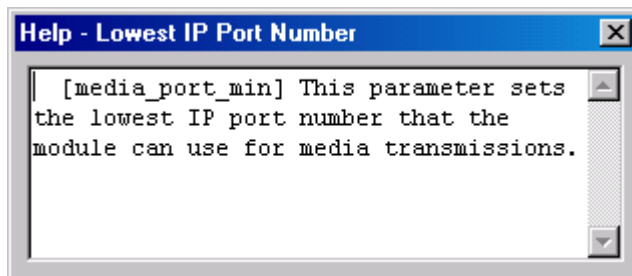 Help - Lowest IP Port Number
[media_port_min] This parameter sets
the lowest IP port number that the
module can use for media transmissions.